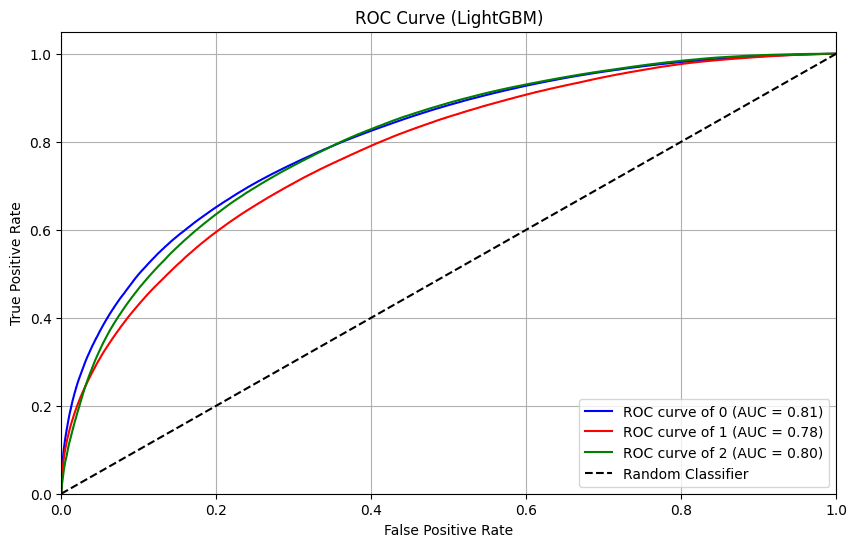 ROC Curve (LightGBM)
True Positive Rate
1.0
0.8
0.6
0.4
0.2
0.0
0.0 0.2 0.4 0.6 0.8 1.0
False Positive Rate
ROC curve of 0 (AUC = 0.81)
ROC curve of 1 (AUC = 0.78)
ROC curve of 2 (AUC = 0.80)
Random Classifier